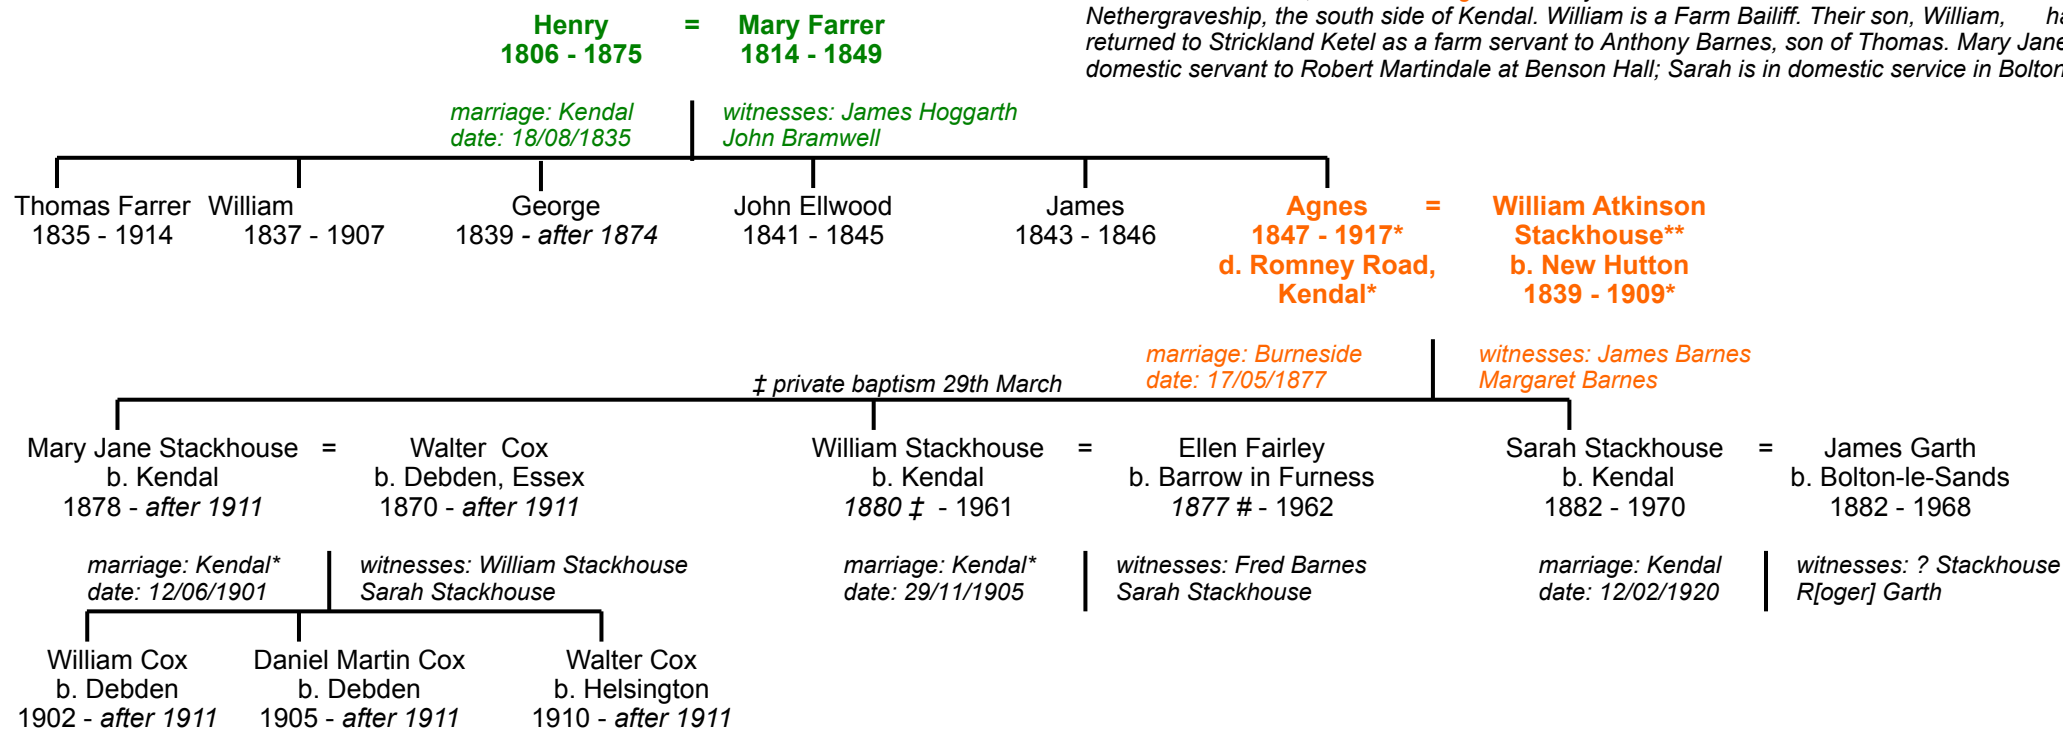 Nethergraveship, the south side of Kendal. William is a Farm Bailiff. Their son, William, ha
returned to Strickland Ketel as a farm servant to Anthony Barnes, son of Thomas. Mary Jane
domestic servant to Robert Martindale at Benson Hall; Sarah is in domestic service in Bolton
Henry = Mary Farrer
1806 - 1875 1814 - 1849
marriage: Kendal witnesses: James Hoggarth
date: 18/08/1835 John Bramwell
Thomas Farrer William George John Ellwood James Agnes = William Atkinson
1835 - 1914 1837 - 1907 1839 - after 1874 1841 - 1845 1843 - 1846 1847 - 1917* Stackhouse**
d. Romney Road, b. New Hutton
Kendal* 1839 - 1909*
marriage: Burneside witnesses: James Barnes
‡ private baptism 29th March date: 17/05/1877 Margaret Barnes
Mary Jane Stackhouse = Walter Cox William Stackhouse = Ellen Fairley Sarah Stackhouse = James Garth
b. Kendal b. Debden, Essex b. Kendal b. Barrow in Furness b. Kendal b. Bolton-le-Sands
1878 - after 1911 1870 - after 1911 1880 ‡ - 1961 1877 # - 1962 1882 - 1970 1882 - 1968
marriage: Kendal* witnesses: William Stackhouse marriage: Kendal* witnesses: Fred Barnes marriage: Kendal witnesses: ? Stackhouse
date: 12/06/1901 Sarah Stackhouse date: 29/11/1905 Sarah Stackhouse date: 12/02/1920 R[oger] Garth
William Cox Daniel Martin Cox Walter Cox
b. Debden b. Debden b. Helsington
1902 - after 1911 1905 - after 1911 1910 - after 1911